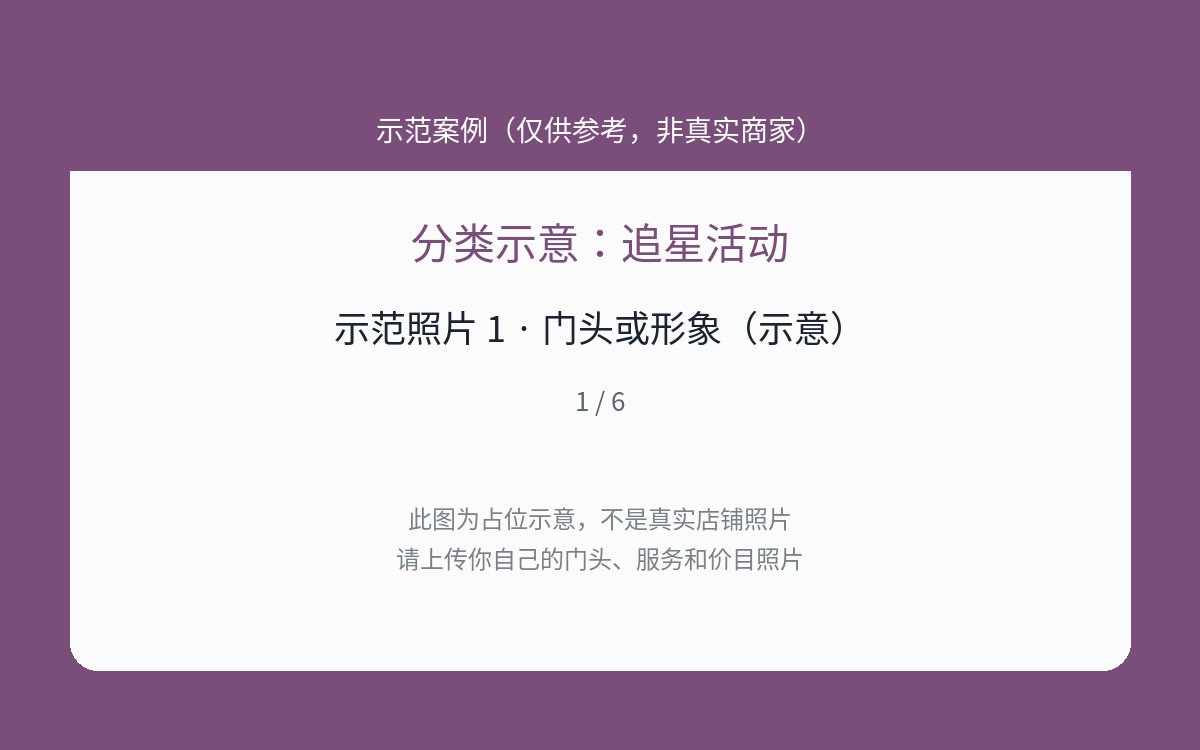 示范案例（仅供参考，非真实商家）
分类示意：追星活动
示范照片 1 · 门头或形象（示意）
1 / 6
此图为占位示意，不是真实店铺照片
请上传你自己的门头、服务和价目照片